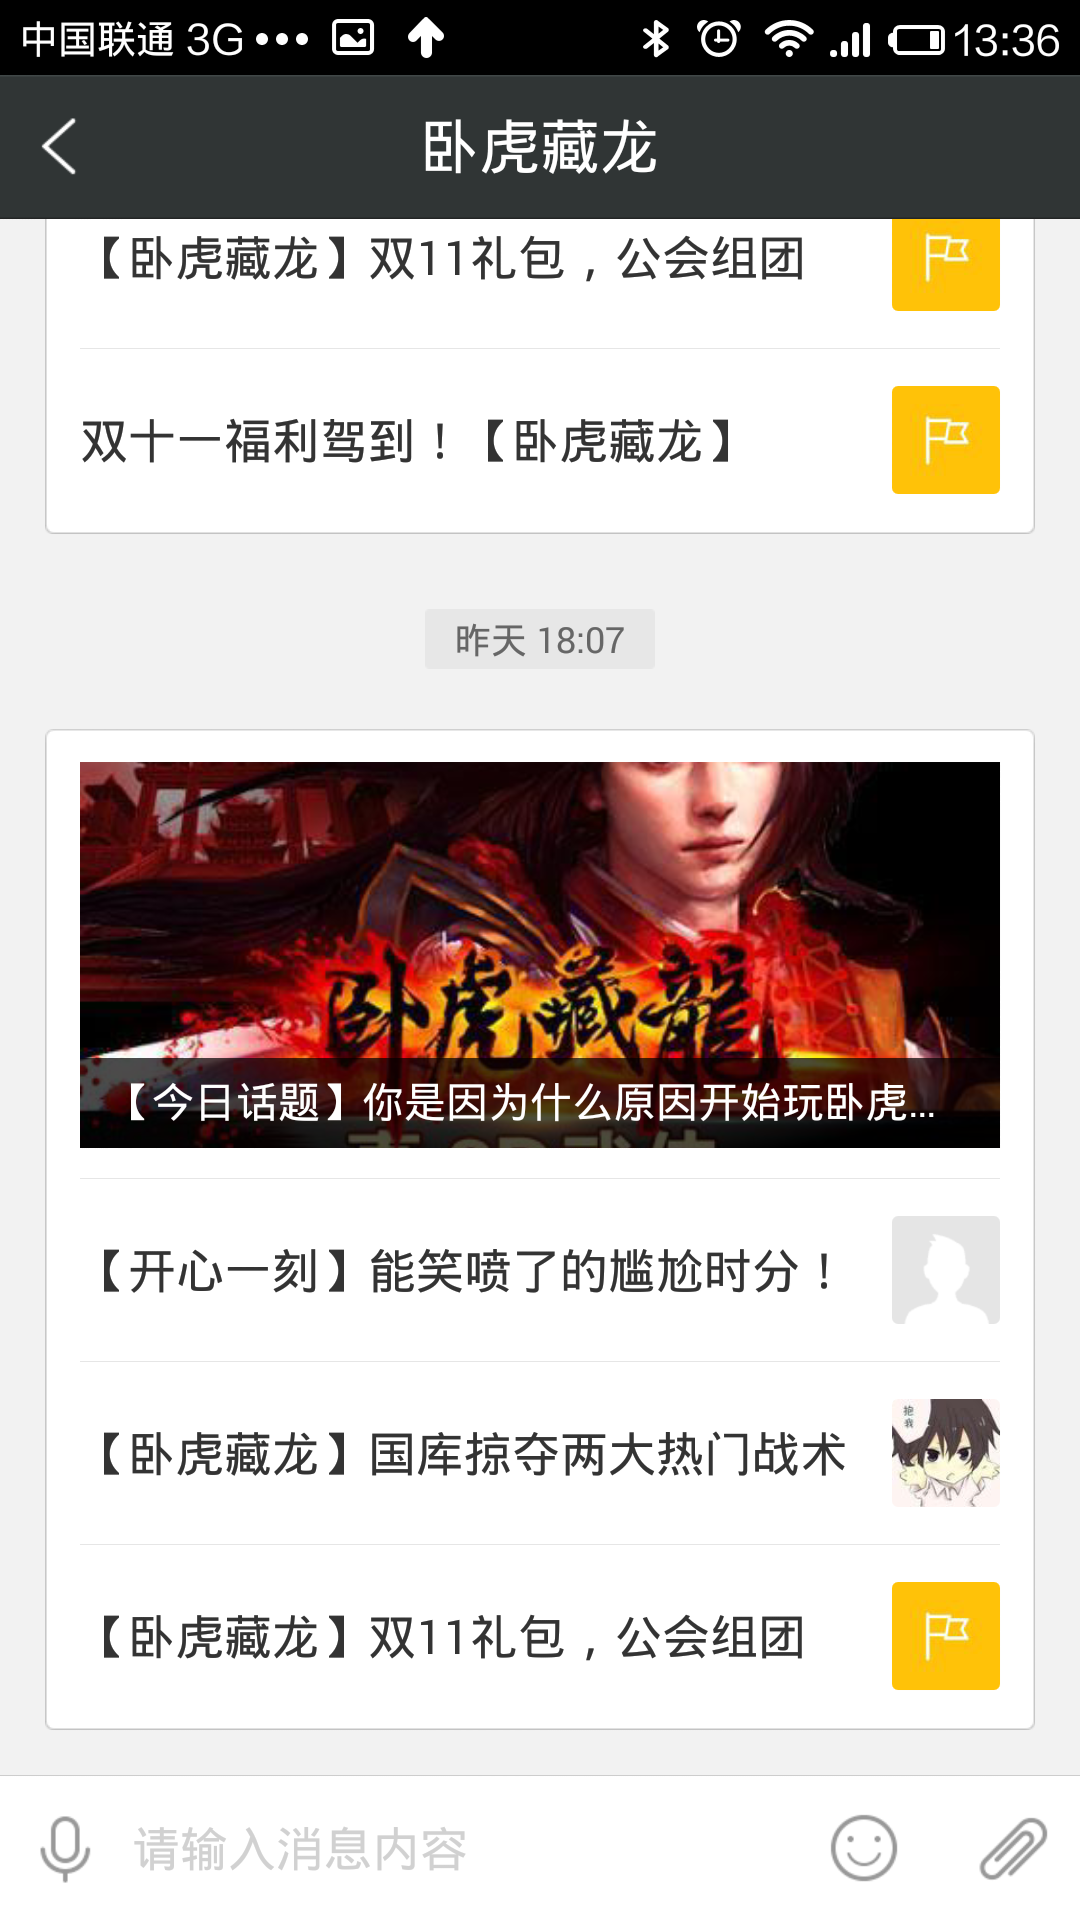 中国联通 3G 13:36
卧虎藏龙
【卧虎藏龙】双11礼包，公会组团
双十一福利驾到！【卧虎藏龙】
昨天 18:07
卧虎藏龍
【今日话题】你是因为什么原因开始玩卧虎...
【开心一刻】能笑喷了的尴尬时分！
抱我
【卧虎藏龙】国库掠夺两大热门战术
【卧虎藏龙】双11礼包，公会组团
请输入消息内容